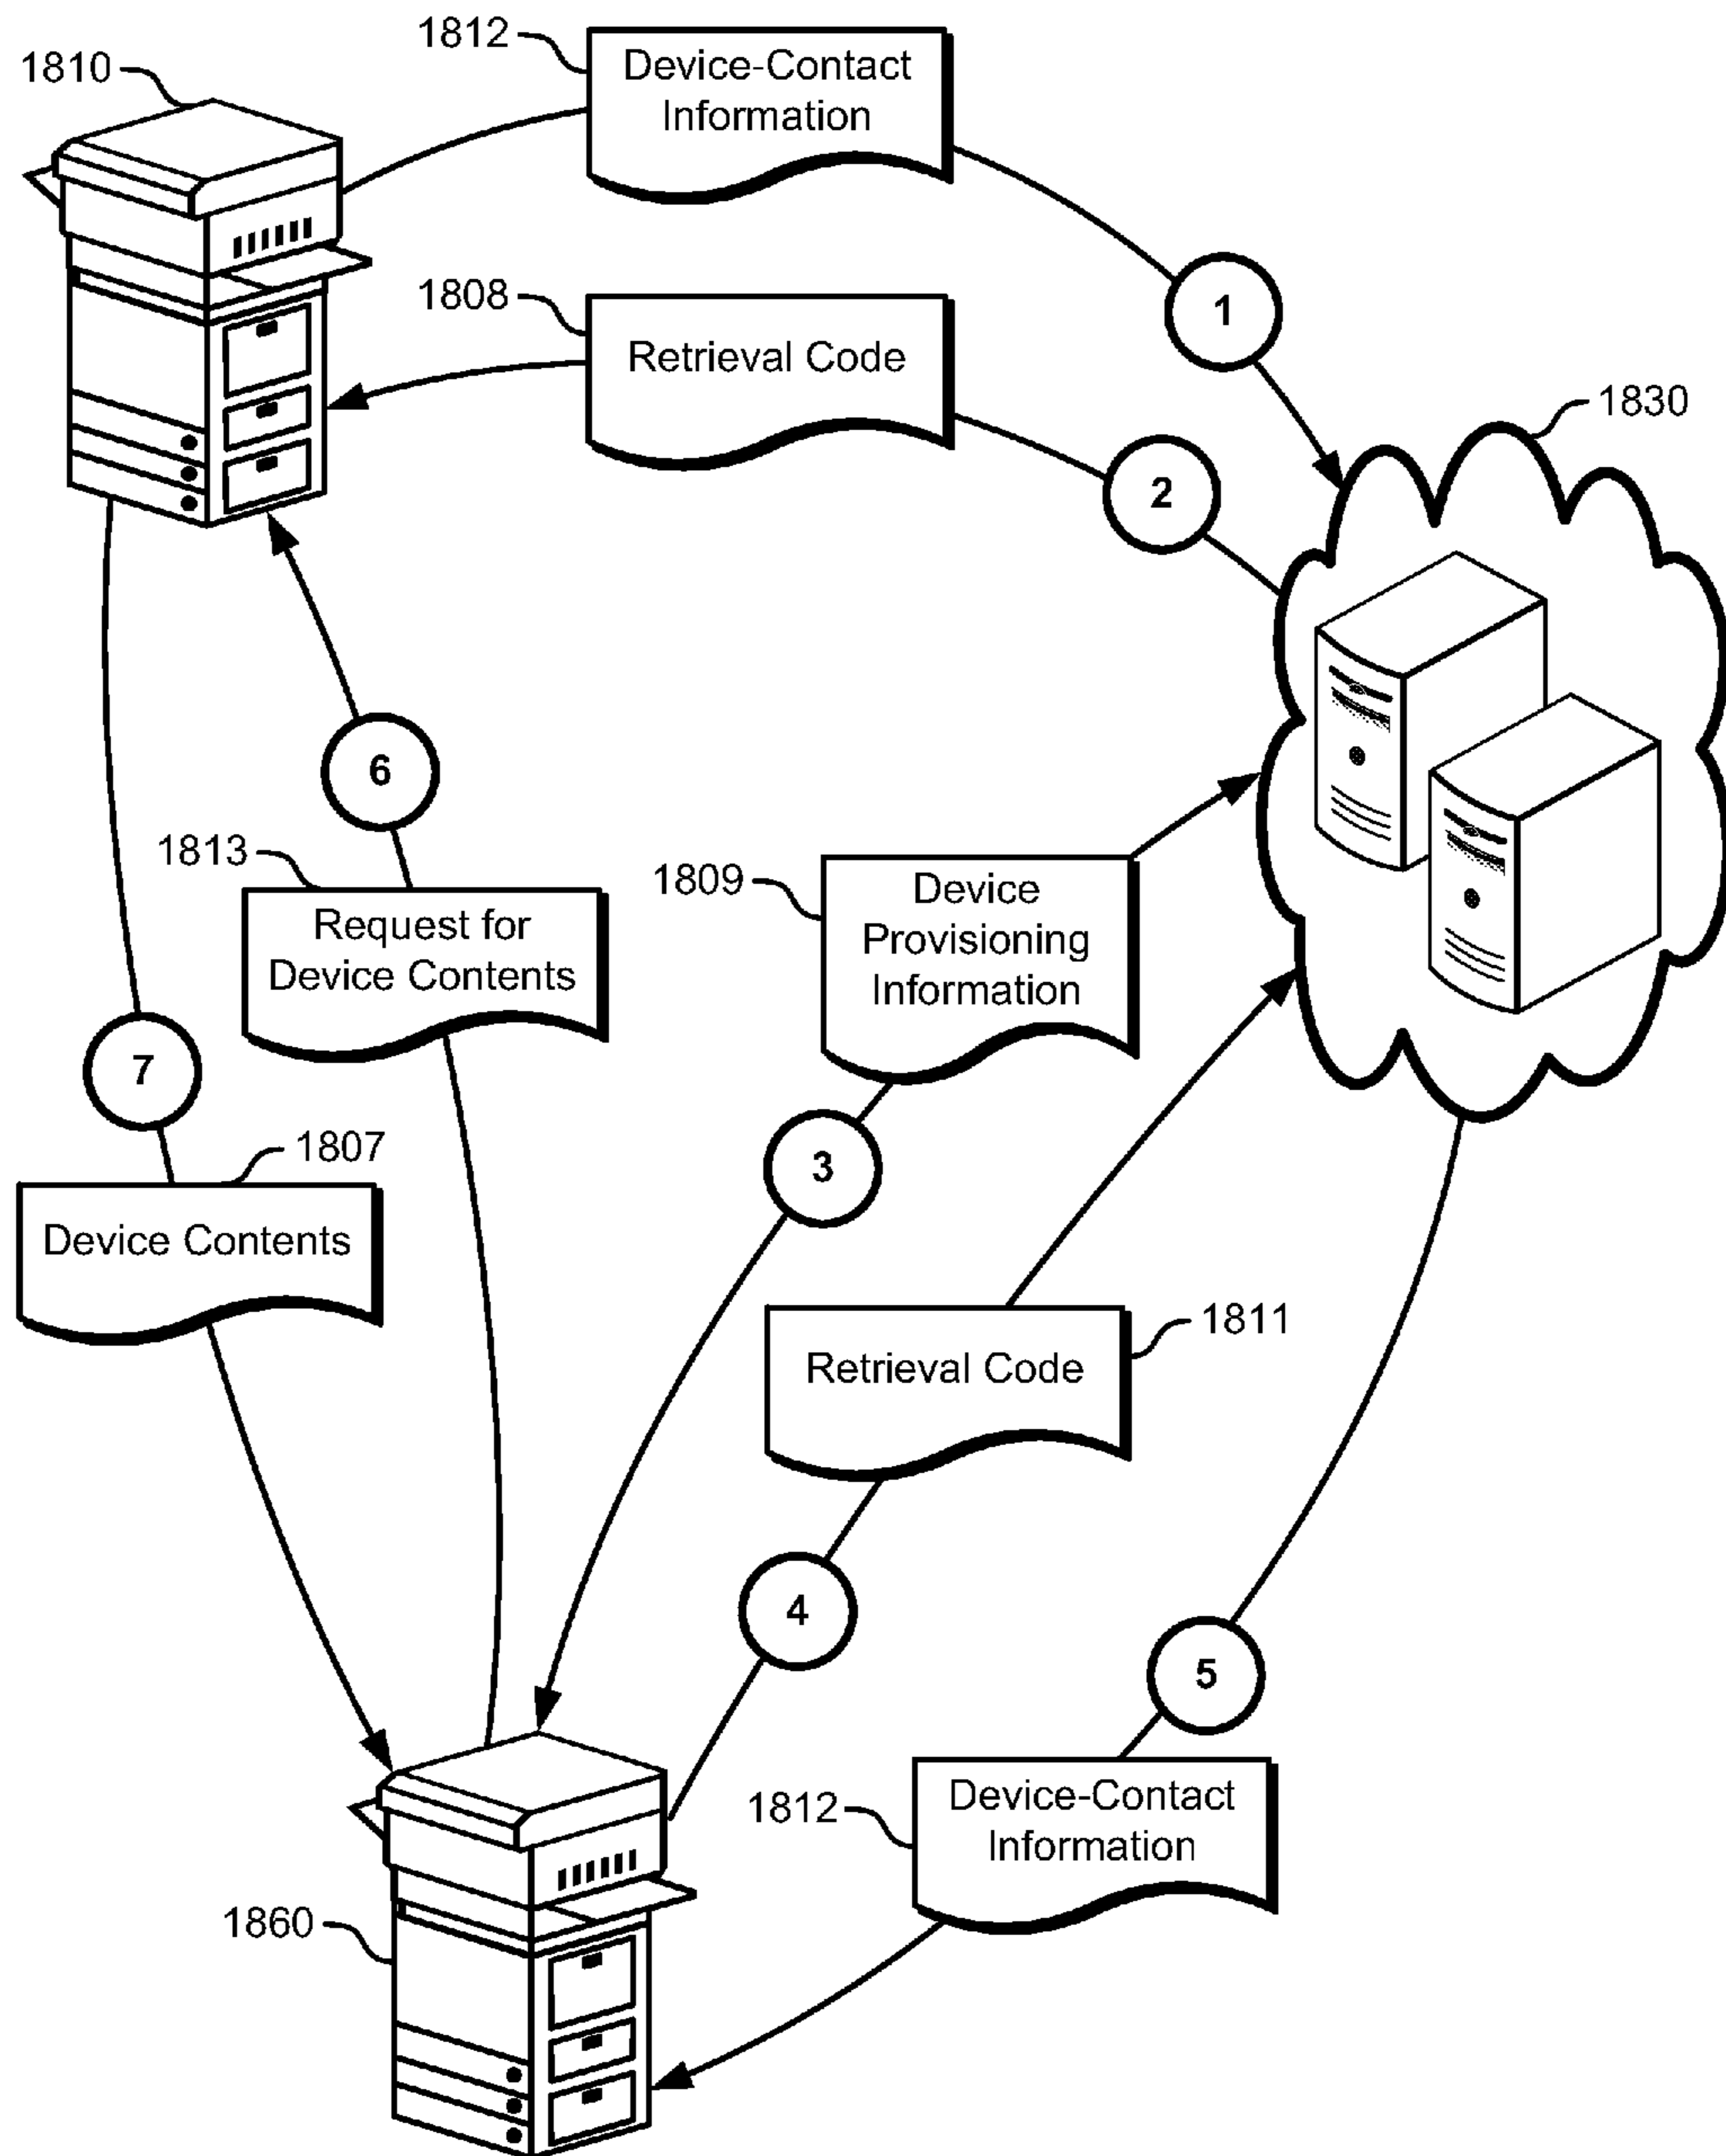 1812
Device-Contact
Information
1810
1808
Retrieval Code
1
1830
2
6
1813
Request for
Device Contents
1809
Device
Provisioning
Information
7
3
1807
Device Contents
1811
Retrieval Code
4
5
1812
Device-Contact
Information
1860